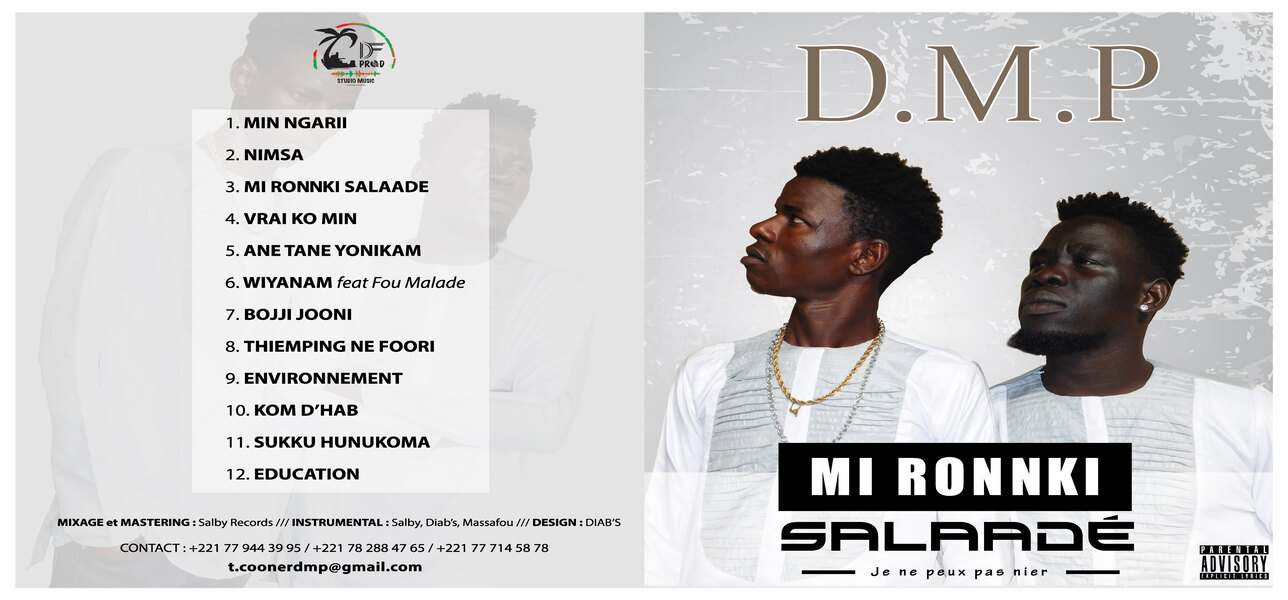 DF
PROD
STUDIO MUSIC
1. MIN NGARII
2. NIMSA
3. MI RONNKI SALAADE
4. VRAI KO MIN
5. ANE TANE YONIKAM
6. WIYANAM feat Fou Malade
7. BOJJI JOONI
8. THIEMPING NE FOORI
9. ENVIRONNEMENT
10. KOM D’HAB
11. SUKKU HUNUKOMA
12. EDUCATION
MIXAGE et MASTERING : Salby Records /// INSTRUMENTAL : Salby, Diab’s, Massafou /// DESIGN : DIAB’S
CONTACT : +221 77 944 39 95 / +221 78 288 47 65 / +221 77 714 58 78
t.coonerdmp@gmail.com
D.M.P
MI RONNKI
SALAADÉ
Je ne peux pas nier
PARENTAL
ADVISORY
EXPLICIT LYRICS